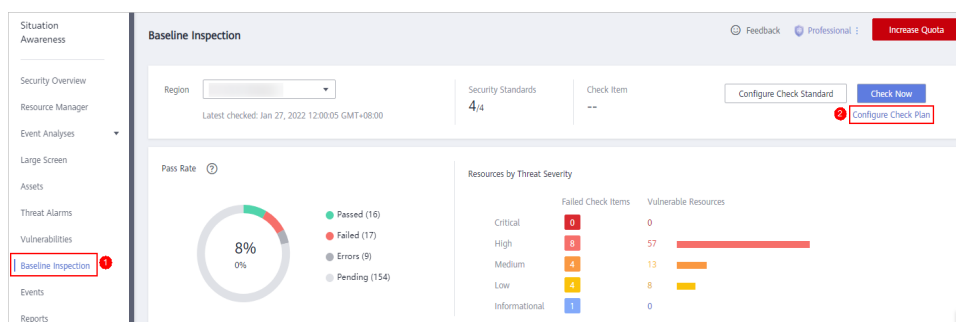 Situation
Awareness
Security Overview
Resource Manager
Event Analyses
Large Screen
Assets
Threat Alarms
Vulnerabilities
Baseline Inspection
1
Events
Reports
Baseline Inspection
Feedback
Professional
Increase Quota
Region
Latest checked: Jan 27, 2022 12:00:05 GMT+08:00
Security Standards
4/4
Check Item
--
Configure Check Standard
Check Now
2
Configure Check Plan
Pass Rate ?
8%
0%
Passed (16)
Failed (17)
Errors (9)
Pending (154)
Resources by Threat Severity
Failed Check Items Vulnerable Resources
Critical 0 0
High 8 57
Medium 4 13
Low 4 8
Informational 1 0